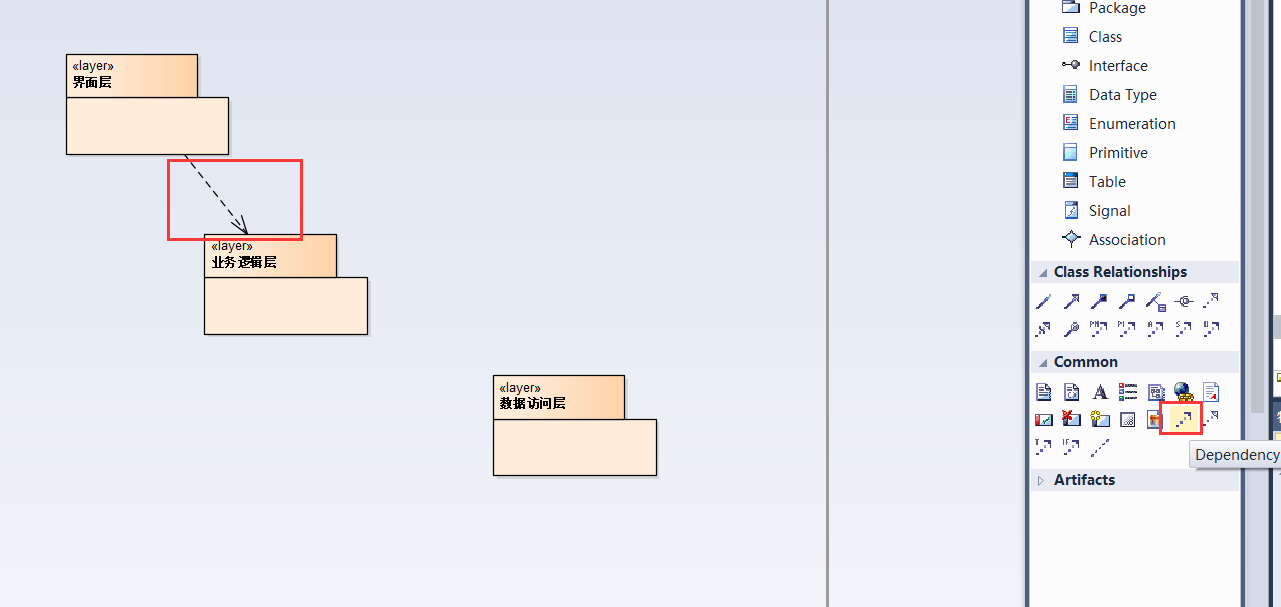 «layer»
界面层
«layer»
业务逻辑层
«layer»
数据访问层
Package
Class
Interface
Data Type
Enumeration
Primitive
Table
Signal
Association
Class Relationships
Common
Dependency
Artifacts